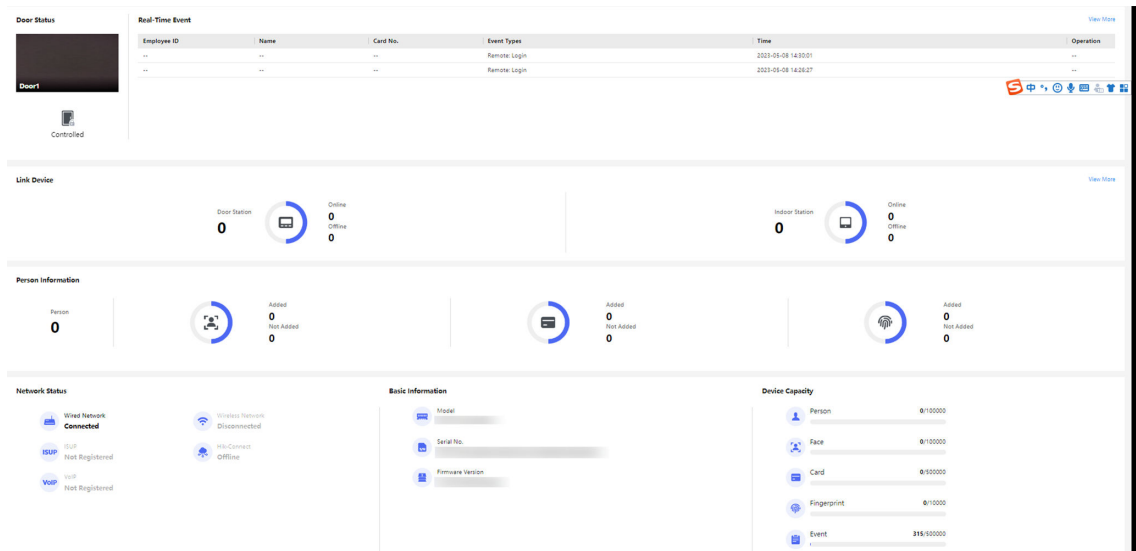 Door Status
Real-Time Event
View More
Employee ID
Name
Card No.
Event Types
Time
Operation
--
--
--
Remote: Login
2023-05-08 14:30:01
--
--
--
--
Remote: Login
2023-05-08 14:26:27
--
Door1
中
Controlled
Link Device
View More
Door Station
0
Online
0
Offline
0
Indoor Station
0
Online
0
Offline
0
Person Information
Person
0
Added
0
Not Added
0
Added
0
Not Added
0
Added
0
Not Added
0
Network Status
Wired Network
Connected
Wireless Network
Disconnected
ISUP
ISUP
Not Registered
Hik-Connect
Offline
VoIP
VoIP
Not Registered
Basic Information
Model
Serial No.
Firmware Version
Device Capacity
Person
0/100000
Face
0/100000
Card
0/500000
Fingerprint
0/10000
Event
315/500000